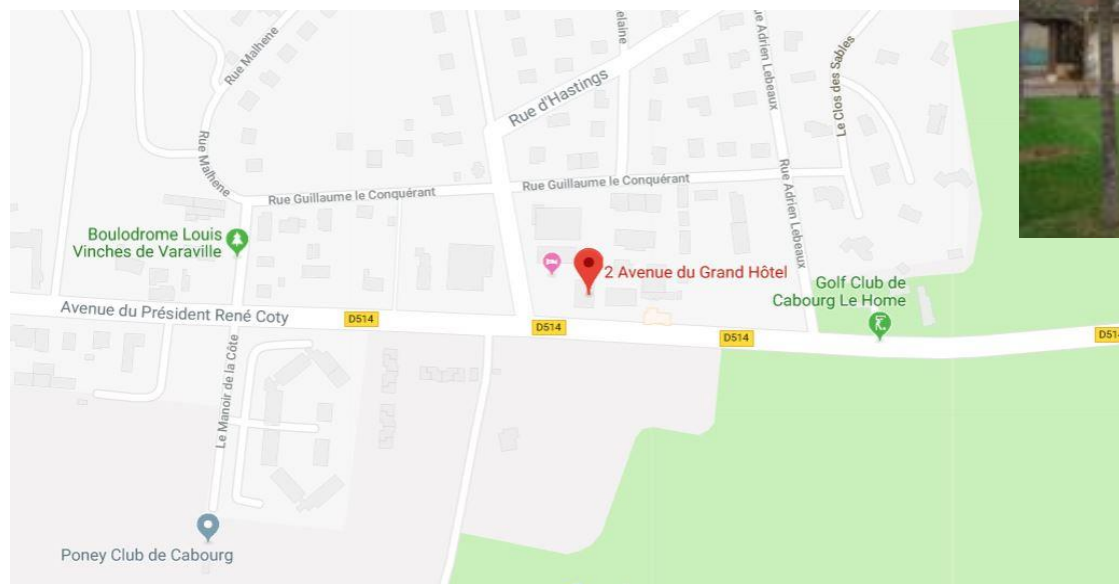 Rue Malhene
elaine
Rue d'Hastings
Rue Adrien Lebeaux
Le Clos des Sables
Rue Malhene
Rue Guillaume le Conquérant
Rue Guillaume le Conquérant
Rue Adrien Lebeaux
Boulodrome Louis
Vinches de Varaville
2 Avenue du Grand Hôtel
Golf Club de
Cabourg Le Home
Avenue du Président René Coty
D514
D514
D514
D514
Le Manoir de la Côte
Poney Club de Cabourg